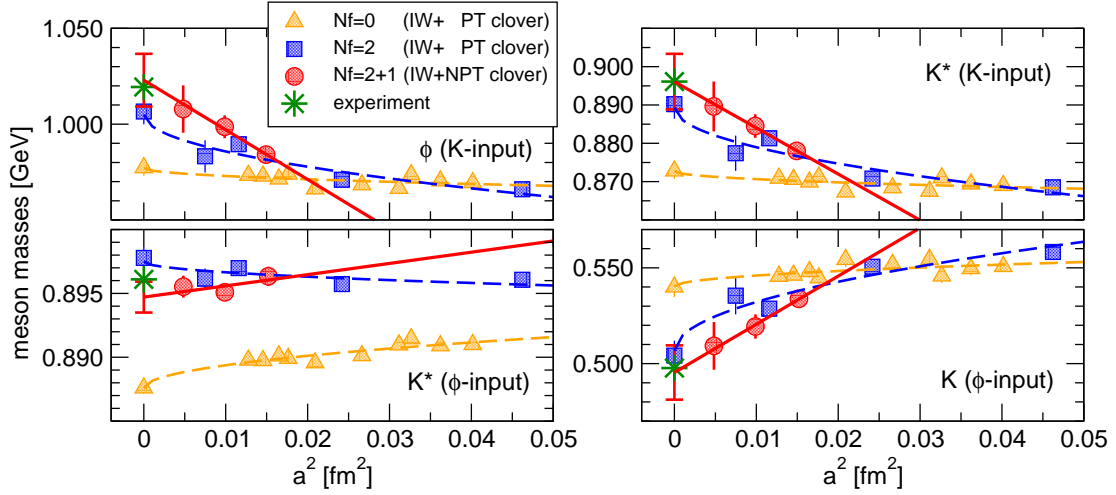 1.050
1.000
Nf=0 (IW+ PT clover)
Nf=2 (IW+ PT clover)
Nf=2+1 (IW+NPT clover)
experiment
ϕ (K-input)
0.900
0.890
0.880
0.870
K* (K-input)
meson masses [GeV]
0.895
0.890
K* (ϕ-input)
0.550
0.500
K (ϕ-input)
0 0.01 0.02 0.03 0.04 0.05
a² [fm²]
0 0.01 0.02 0.03 0.04 0.05
a² [fm²]